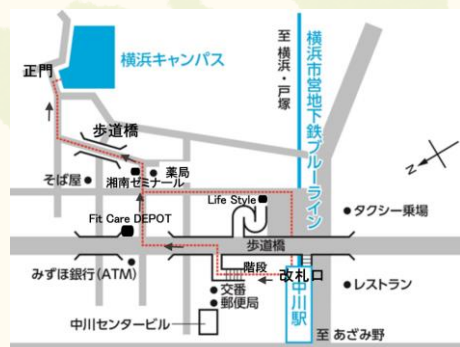 正門
横浜キャンパス
至 横浜・戸塚
横浜市営地下鉄ブルーライン
歩道橋
N
そば屋
薬局
湘南ゼミナール
Life Style
タクシー乗場
Fit Care DEPOT
歩道橋
みずほ銀行(ATM)
階段
改札口
交番
郵便局
中川駅
レストラン
中川センタービル
至 あざみ野